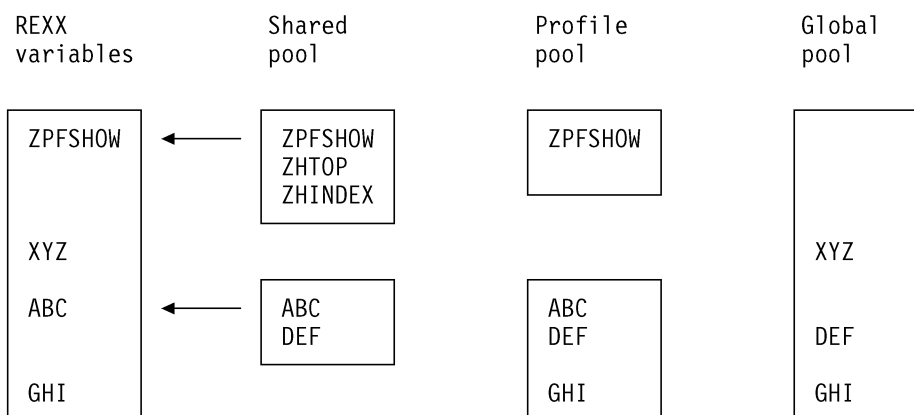 REXX variables
Shared pool
Profile pool
Global pool
ZPFSHOW
ZPFSHOW
ZPFSHOW
ZHTOP
ZHINDEX
XYZ
XYZ
ABC
ABC
ABC
DEF
DEF
DEF
GHI
GHI
GHI